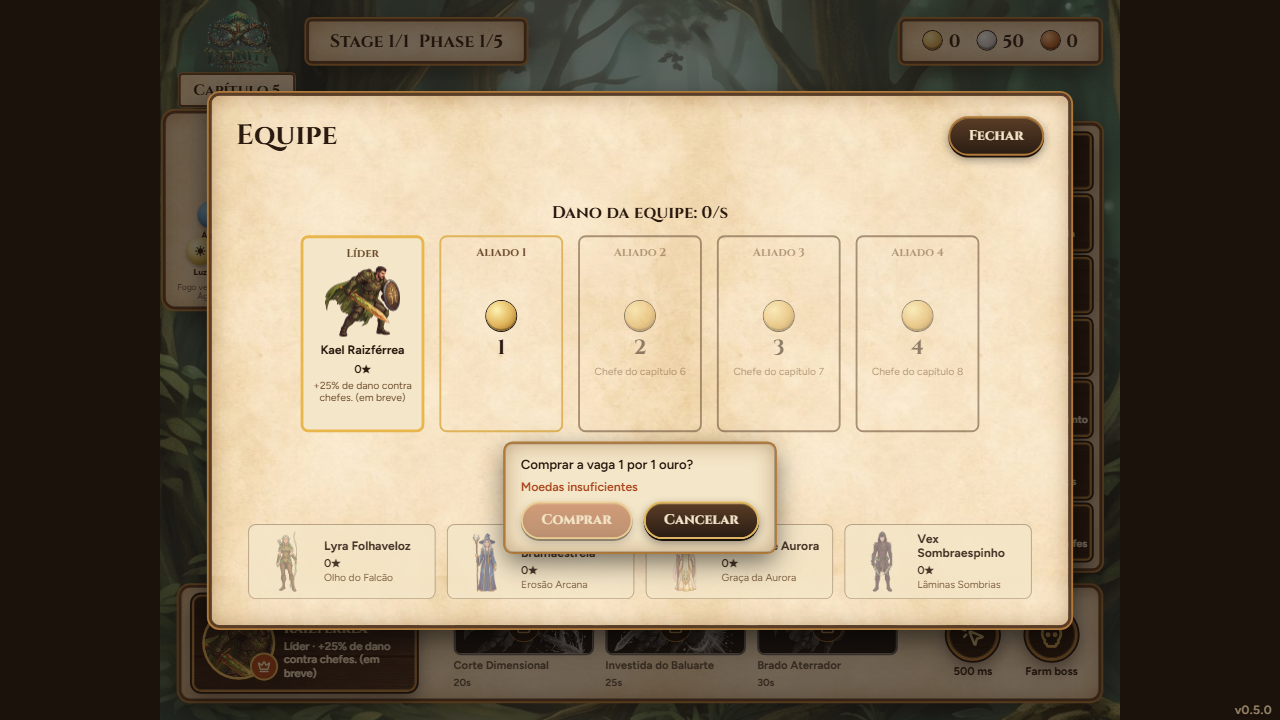 Stage 1/1 Phase 1/5
0 50 0
Capítulo 5
Equipe
Fechar
Dano da equipe: 0/s
Líder
Kael Raizférrea
0★
+25% de dano contra
chefes. (em breve)
Aliado 1
1
Aliado 2
2
Chefe do capítulo 6
Aliado 3
3
Chefe do capítulo 7
Aliado 4
4
Chefe do capítulo 8
Comprar a vaga 1 por 1 ouro?
Moedas insuficientes
Comprar
Cancelar
Lyra Folhaveloz
0★
Olho do Falcão
Brumaestrela
0★
Erosão Arcana
Aurora
0★
Graça da Aurora
Vex
Sombraespinho
0★
Lâminas Sombrias
Raizférrea
Líder · +25% de dano
contra chefes. (em
breve)
Corte Dimensional
20s
Investida do Baluarte
25s
Brado Aterrador
30s
500 ms
Farm boss
v0.5.0